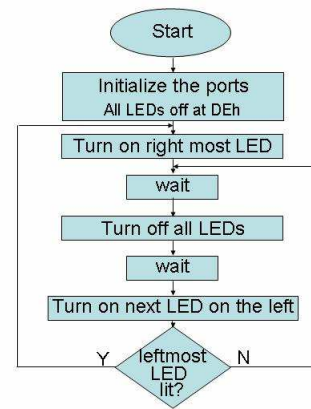 Start
Initialize the ports
All LEDs off at DEh
Turn on right most LED
wait
Turn off all LEDs
wait
Turn on next LED on the left
Y
leftmost
LED
lit?
N